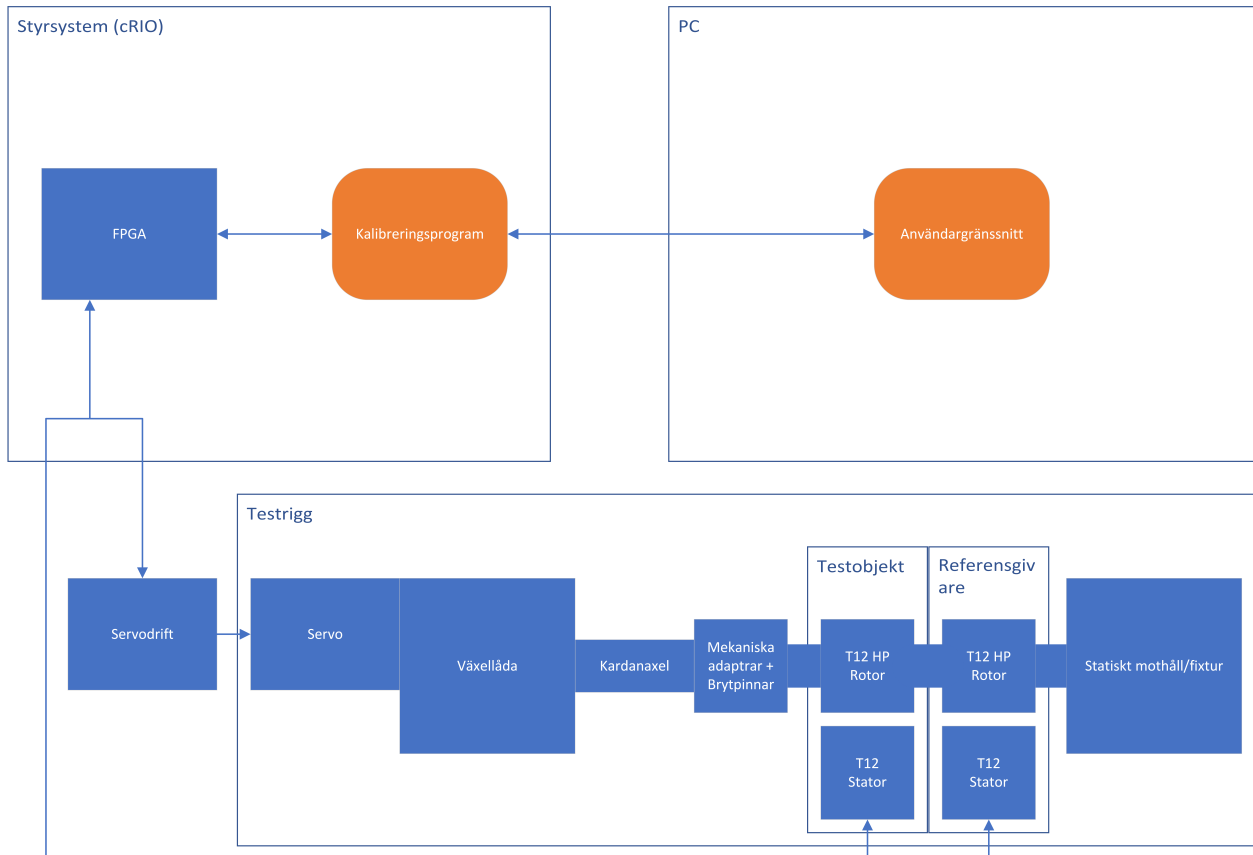 Styrsystem (cRIO)
PC
FPGA
Kalibreringsprogram
Användargränssnitt
Testrigg
Servodrift
Servo
Växellåda
Kardanaxel
Mekaniska
adaptrar +
Brytpinnar
Testobjekt
T12 HP
Rotor
T12
Stator
Referensgiv
are
T12 HP
Rotor
T12
Stator
Statiskt mothåll/fixtur